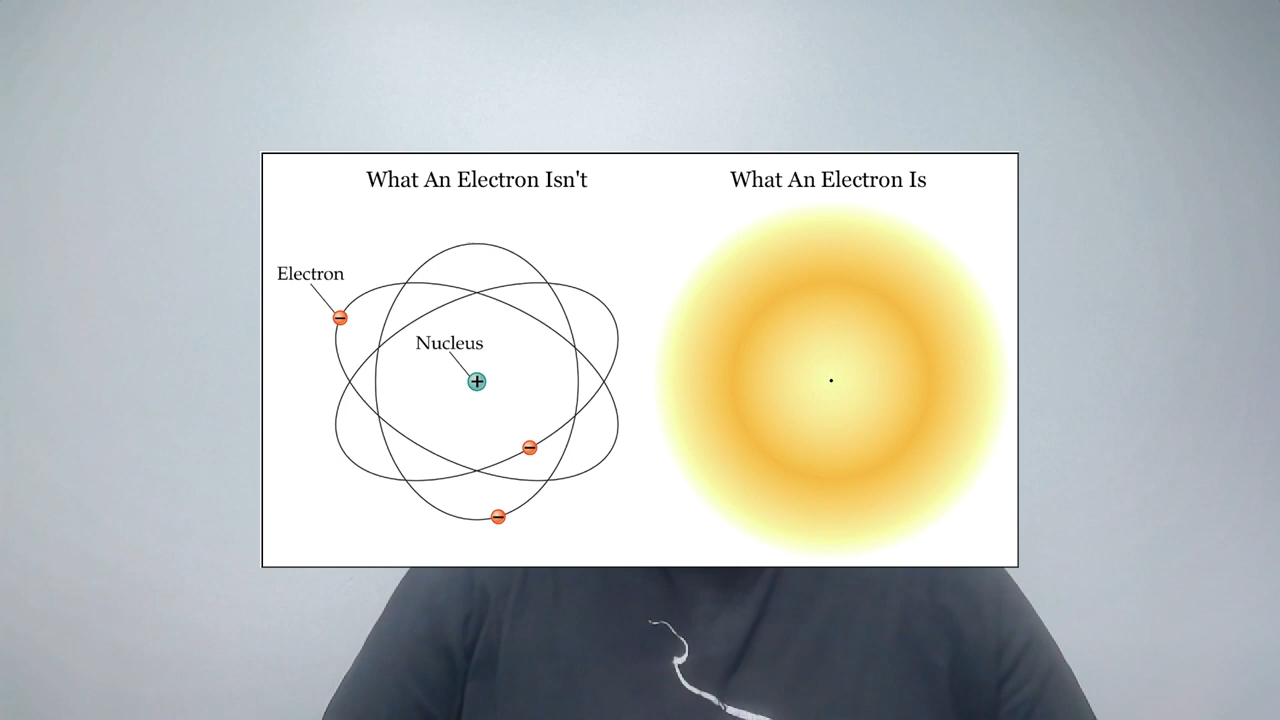 What An Electron Isn't
What An Electron Is
Electron
Nucleus
−
+
−
−